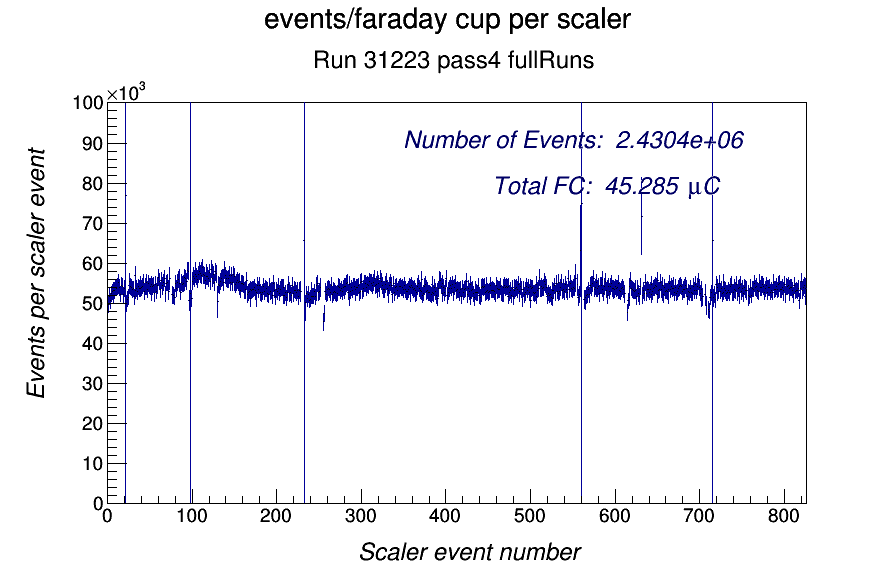 events/faraday cup per scaler
Run 31223 pass4 fullRuns
×10³
100
90
80
70
60
50
40
30
20
10
0
Events per scaler event
Number of Events: 2.4304e+06
Total FC: 45.285 μC
0 100 200 300 400 500 600 700 800
Scaler event number